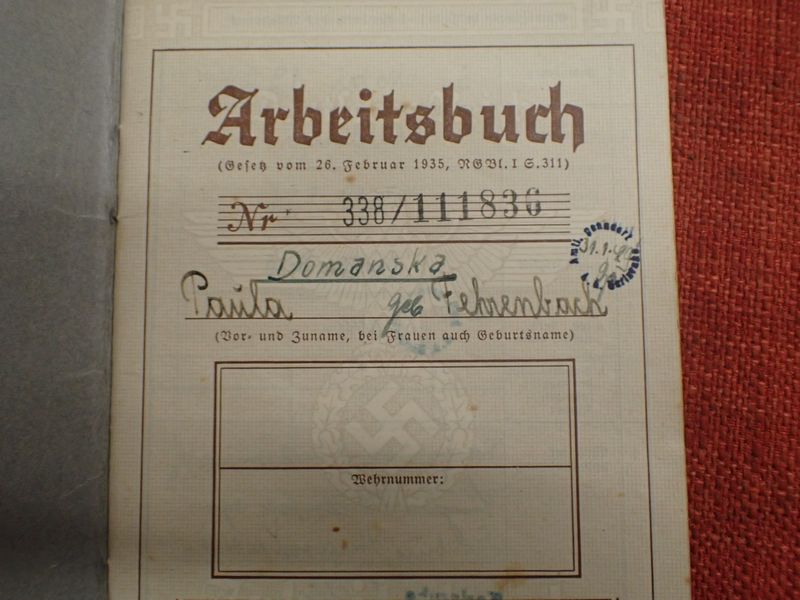 Arbeitsbuch
(Gesetz vom 26. Februar 1935, RGBl. I S. 311)
Nr. 338/111836
Domanska
Paula geb Fehrenbach
(Vor- und Zuname, bei Frauen auch Geburtsname)
Wehrnummer: